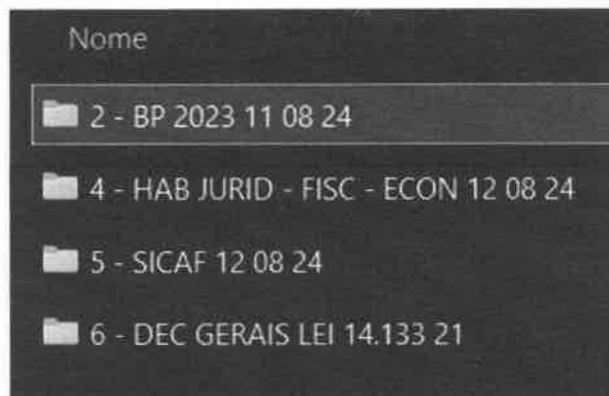 Nome
2 - BP 2023 11 08 24
4 - HAB JURID - FISC - ECON 12 08 24
5 - SICAF 12 08 24
6 - DEC GERAIS LEI 14.133 21